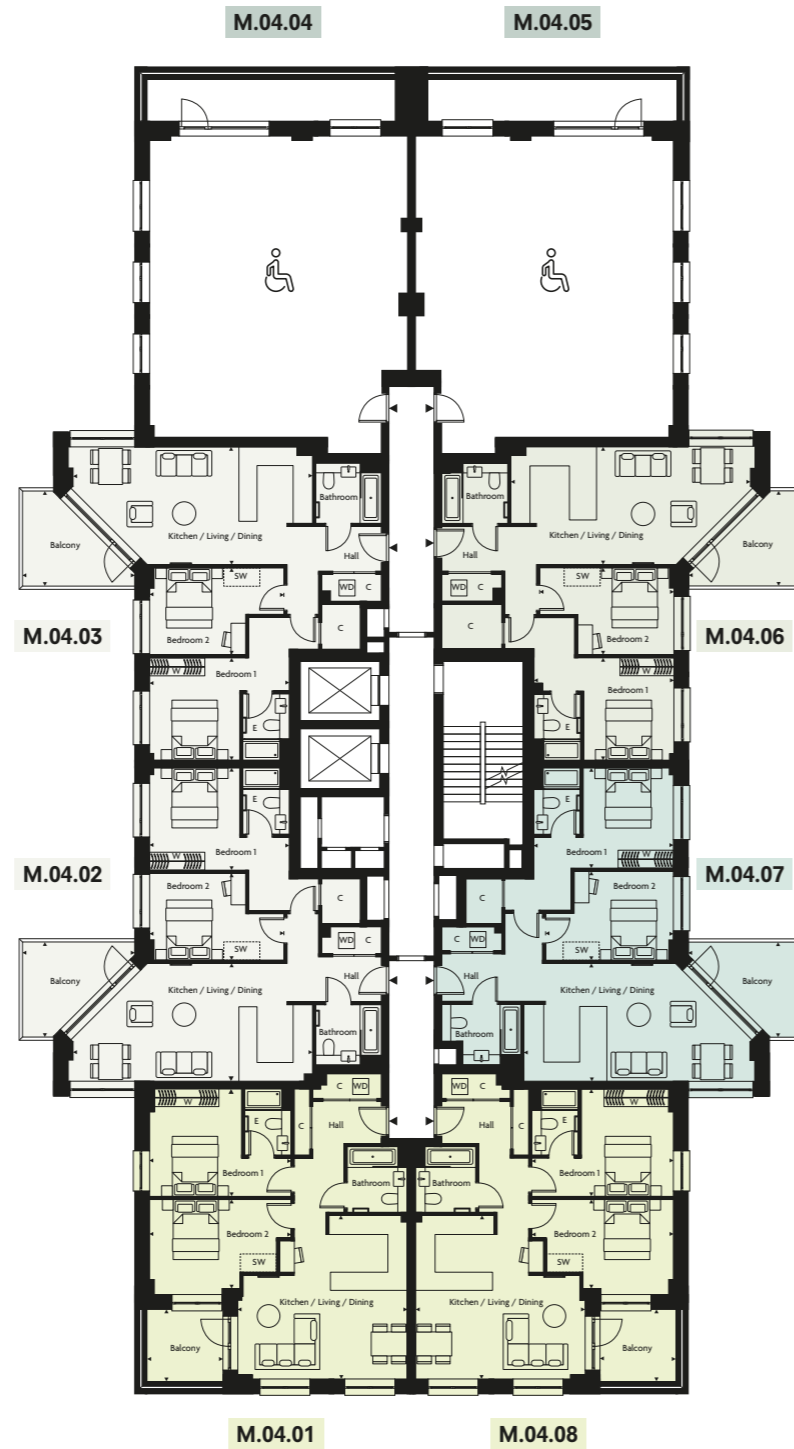 M.04.04
M.04.05
Bathroom
Bathroom
Kitchen / Living / Dining
Kitchen / Living / Dining
Balcony
Hall
Hall
Balcony
SW
WD
C
WD
C
SW
C
C
M.04.03
Bedroom 2
Bedroom 2
M.04.06
W
Bedroom 1
Bedroom 1
W
E
E
E
E
W
Bedroom 1
Bedroom 1
W
M.04.02
Bedroom 2
C
C
Bedroom 2
M.04.07
SW
WD
C
C
WD
SW
Balcony
Kitchen / Living / Dining
Hall
Hall
Kitchen / Living / Dining
Balcony
Bathroom
Bathroom
C
WD
WD
C
W
W
E
C
Hall
Hall
C
E
Bedroom 1
Bathroom
Bathroom
Bedroom 1
Bedroom 2
Bedroom 2
SW
SW
Kitchen / Living / Dining
Kitchen / Living / Dining
Balcony
Balcony
M.04.01
M.04.08